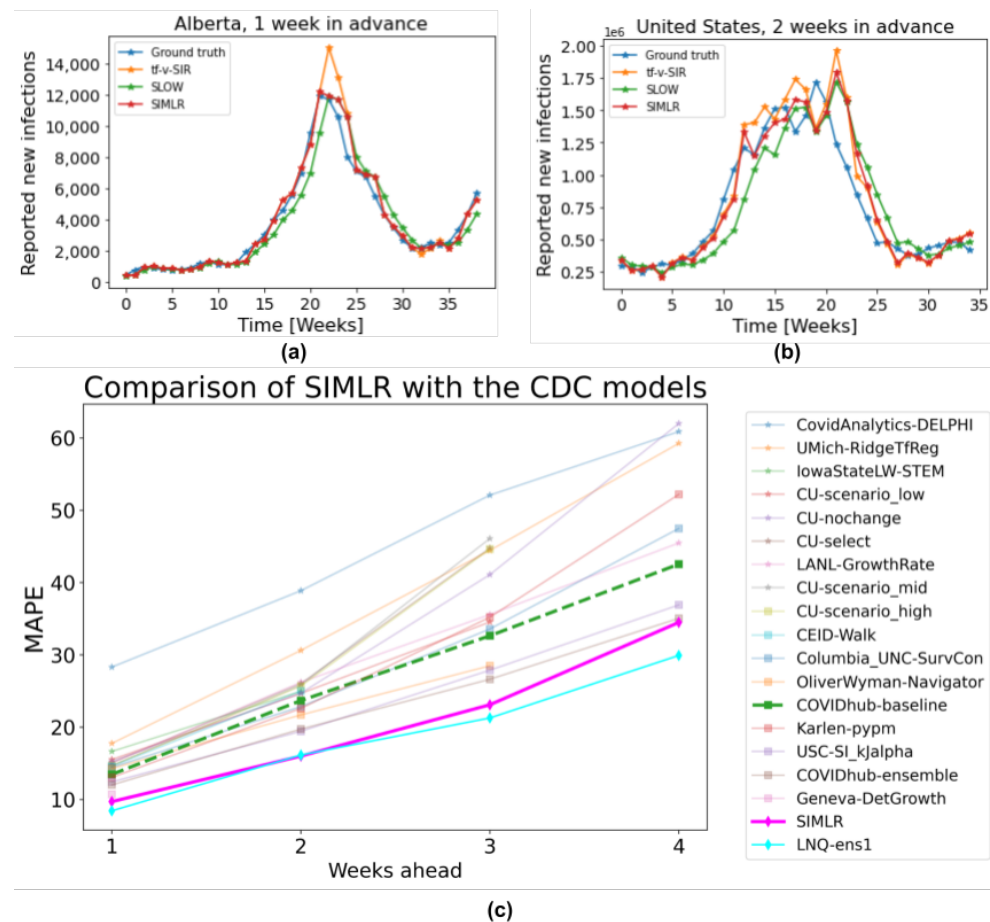 Alberta, 1 week in advance
Ground truth
tf-v-SIR
SLOW
SIMLR
Reported new infections
14,000
12,000
10,000
8,000
6,000
4,000
2,000
0
0 5 10 15 20 25 30 35
Time [Weeks]
(a)
United States, 2 weeks in advance
1e6
Ground truth
tf-v-SIR
SLOW
SIMLR
Reported new infections
2.00
1.75
1.50
1.25
1.00
0.75
0.50
0.25
0 5 10 15 20 25 30 35
Time [Weeks]
(b)
Comparison of SIMLR with the CDC models
MAPE
60
50
40
30
20
10
1 2 3 4
Weeks ahead
CovidAnalytics-DELPHI
UMich-RidgeTfReg
IowaStateLW-STEM
CU-scenario_low
CU-nochange
CU-select
LANL-GrowthRate
CU-scenario_mid
CU-scenario_high
CEID-Walk
Columbia_UNC-SurvCon
OliverWyman-Navigator
COVIDhub-baseline
Karlen-pypm
USC-SI_kJalpha
COVIDhub-ensemble
Geneva-DetGrowth
SIMLR
LNQ-ens1
(c)